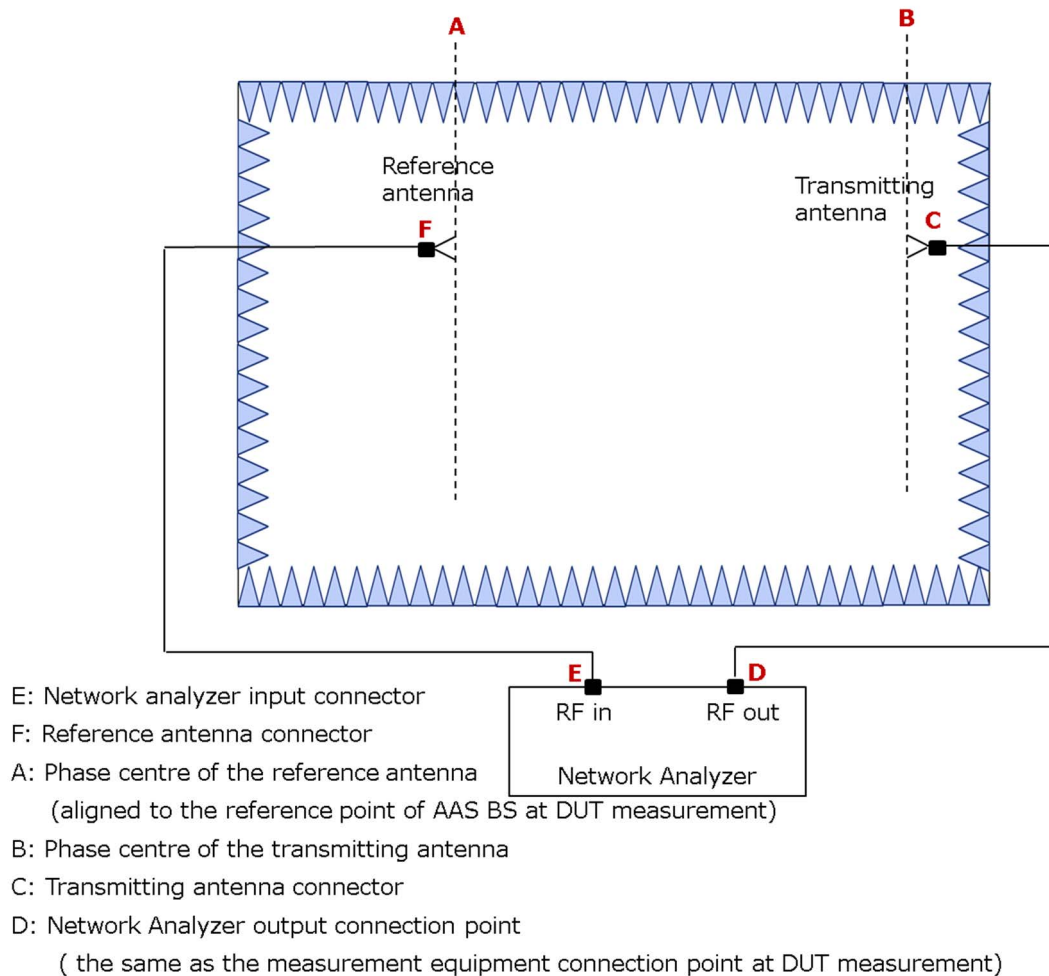 A
B
Reference
antenna
Transmitting
antenna
F
C
E
D
RF in
RF out
Network Analyzer
E: Network analyzer input connector
F: Reference antenna connector
A: Phase centre of the reference antenna
(aligned to the reference point of AAS BS at DUT measurement)
B: Phase centre of the transmitting antenna
C: Transmitting antenna connector
D: Network Analyzer output connection point
( the same as the measurement equipment connection point at DUT measurement)